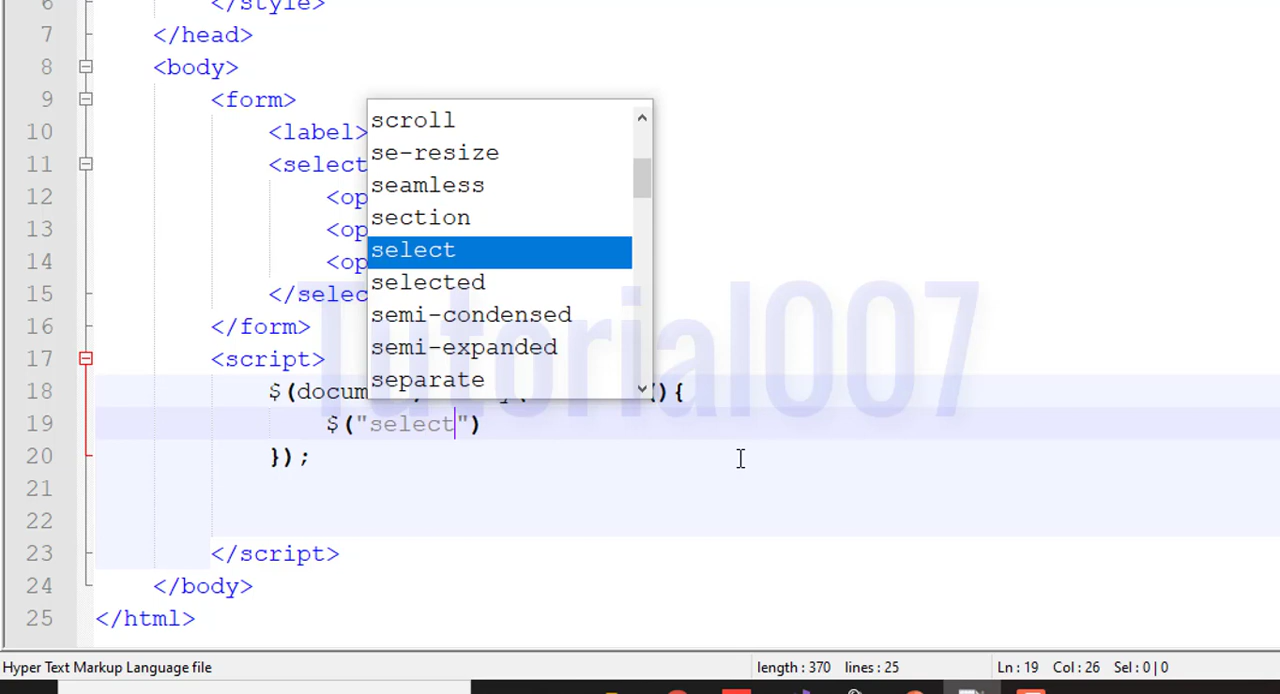 6 </style>
7 </head>
8 <body>
9 <form>
10 <label>
11 <select
12 <op
13 <op
14 <op
15 </selec
16 </form>
17 <script>
18 $(docum (){
19 $("select")
20 });
21
22
23 </script>
24 </body>
25 </html>
scroll
se-resize
seamless
section
select
selected
semi-condensed
semi-expanded
separate
Tutorial007
Hyper Text Markup Language file length : 370 lines : 25 Ln : 19 Col : 26 Sel : 0 | 0